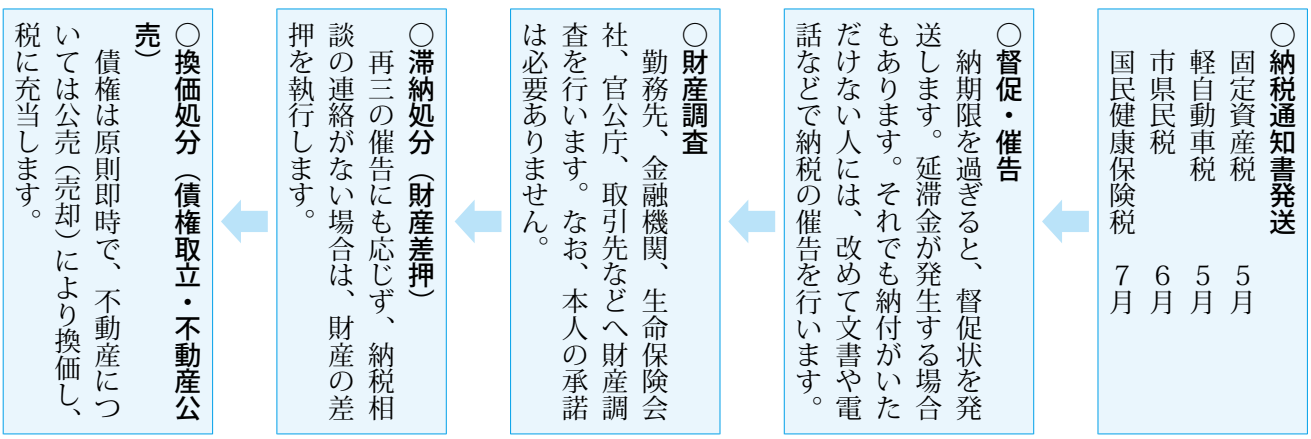 ○納税通知書発送
固定資産税　5月
軽自動車税　5月
市県民税　6月
国民健康保険税　7月
○督促・催告
納期限を過ぎると、督促状を発
送します。延滞金が発生する場合
もあります。それでも納付がいた
だけない人には、改めて文書や電
話などで納税の催告を行います。
○財産調査
勤務先、金融機関、生命保険会
社、官公庁、取引先などへ財産調
査を行います。なお、本人の承諾
は必要ありません。
○滞納処分（財産差押）
再三の催告にも応じず、納税相
談の連絡がない場合は、財産の差
押を執行します。
○換価処分（債権取立・不動産公
売）
債権は原則即時で、不動産につ
いては公売（売却）により換価し、
税に充当します。